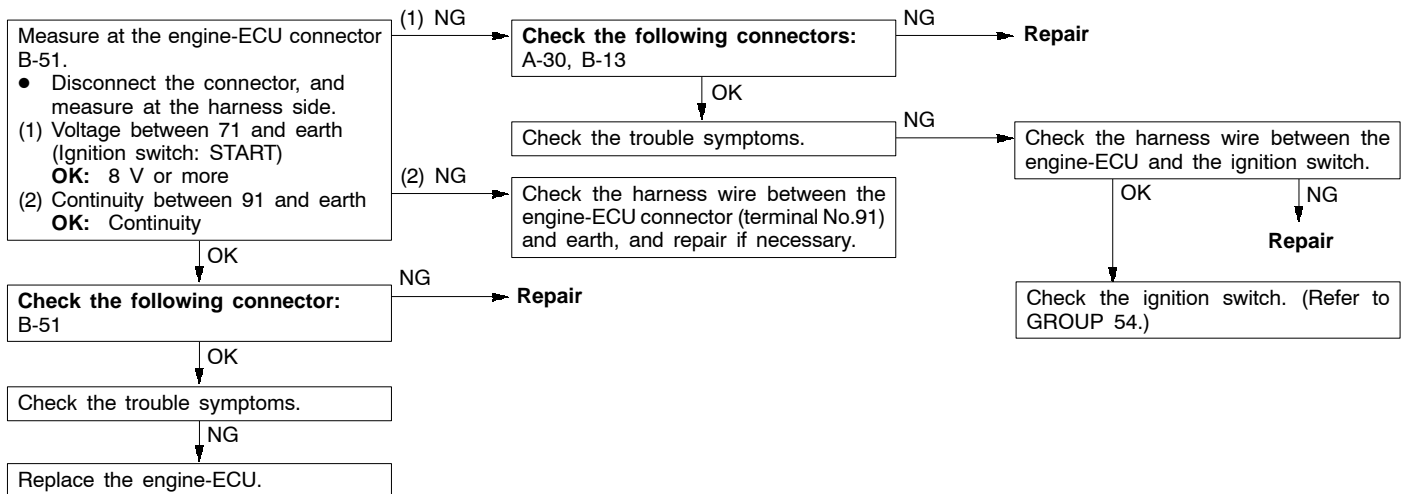 Measure at the engine-ECU connector
B-51.
● Disconnect the connector, and
measure at the harness side.
(1) Voltage between 71 and earth
(Ignition switch: START)
OK: 8 V or more
(2) Continuity between 91 and earth
OK: Continuity
(1) NG
Check the following connectors:
A-30, B-13
NG
Repair
OK
Check the trouble symptoms.
NG
Check the harness wire between the
engine-ECU and the ignition switch.
OK
NG
Repair
Check the ignition switch. (Refer to
GROUP 54.)
(2) NG
Check the harness wire between the
engine-ECU connector (terminal No.91)
and earth, and repair if necessary.
OK
Check the following connector:
B-51
NG
Repair
OK
Check the trouble symptoms.
NG
Replace the engine-ECU.